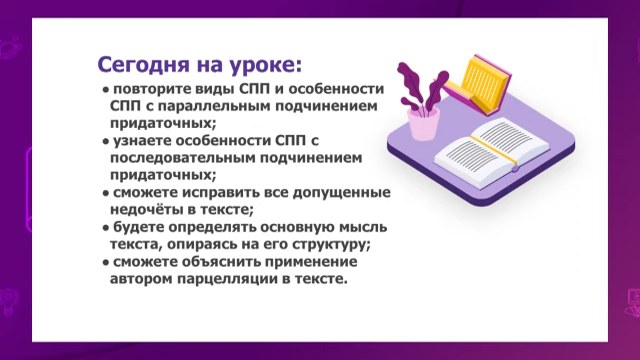 Сегодня на уроке:
● повторите виды СПП и особенности
СПП с параллельным подчинением
придаточных;
● узнаете особенности СПП с
последовательным подчинением
придаточных;
● сможете исправить все допущенные
недочёты в тексте;
● будете определять основную мысль
текста, опираясь на его структуру;
● сможете объяснить применение
автором парцелляции в тексте.